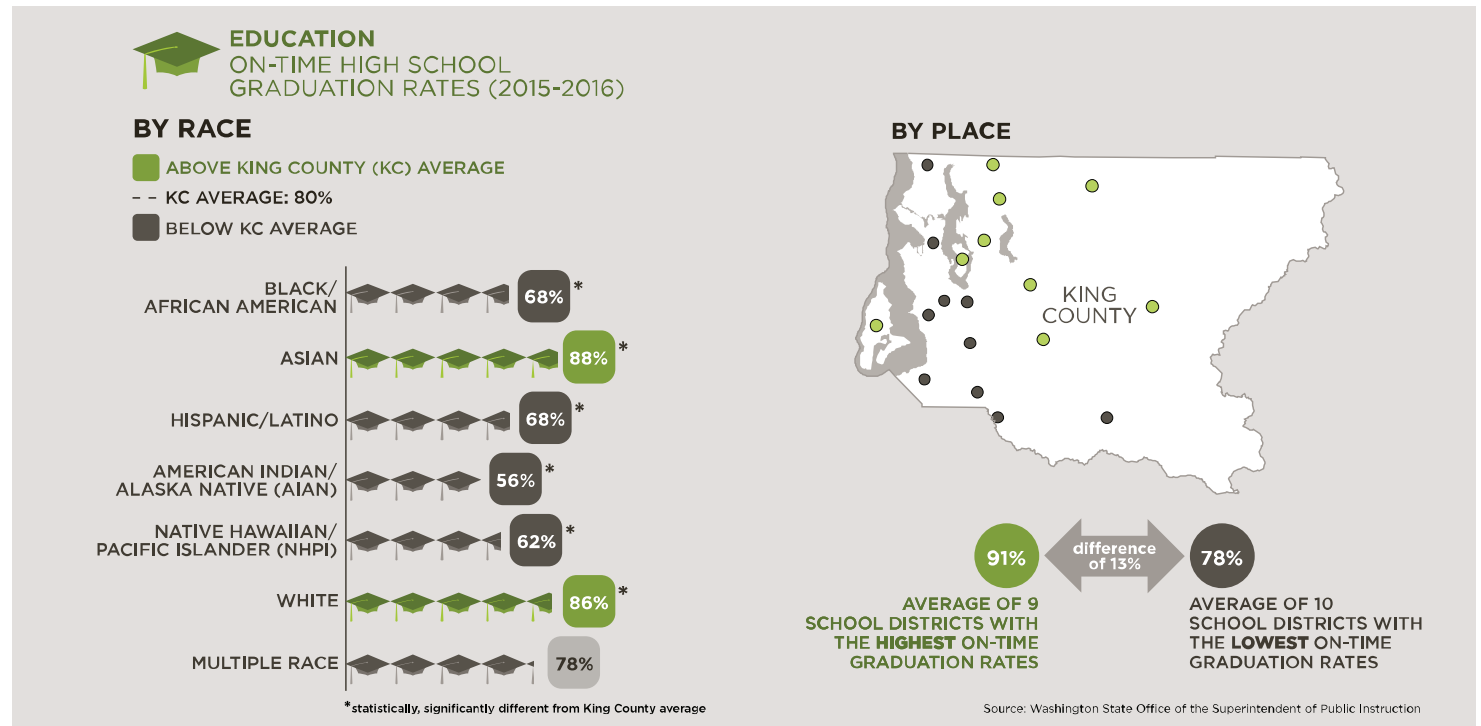 EDUCATION
ON-TIME HIGH SCHOOL
GRADUATION RATES (2015-2016)
BY RACE
ABOVE KING COUNTY (KC) AVERAGE
- - KC AVERAGE: 80%
BELOW KC AVERAGE
BLACK/
AFRICAN AMERICAN
68% *
ASIAN
88% *
HISPANIC/LATINO
68% *
AMERICAN INDIAN/
ALASKA NATIVE (AIAN)
56% *
NATIVE HAWAIIAN/
PACIFIC ISLANDER (NHPI)
62% *
WHITE
86% *
MULTIPLE RACE
78%
*statistically, significantly different from King County average
BY PLACE
KING
COUNTY
91%
difference
of 13%
78%
AVERAGE OF 9
SCHOOL DISTRICTS WITH
THE HIGHEST ON-TIME
GRADUATION RATES
AVERAGE OF 10
SCHOOL DISTRICTS WITH
THE LOWEST ON-TIME
GRADUATION RATES
Source: Washington State Office of the Superintendent of Public Instruction